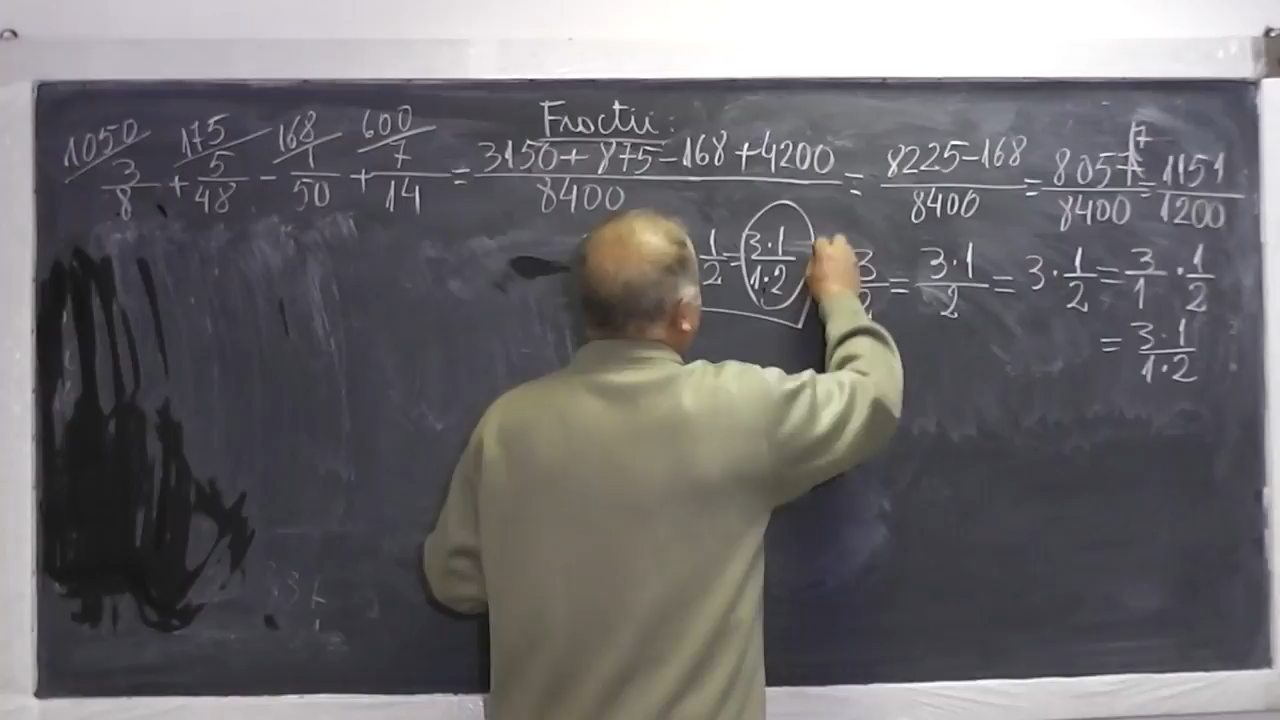 Fracții:
1050 175 168 600
3/8 + 5/48 - 1/50 + 7/14 = (3150 + 875 - 168 + 4200)/8400 = (8225 - 168)/8400 = 8057/8400 (7 = 1151/1200
1/2 = (3·1)/(1·2) 3/2 = (3·1)/2 = 3·1/2 = 3/1 · 1/2
= (3·1)/(1·2)